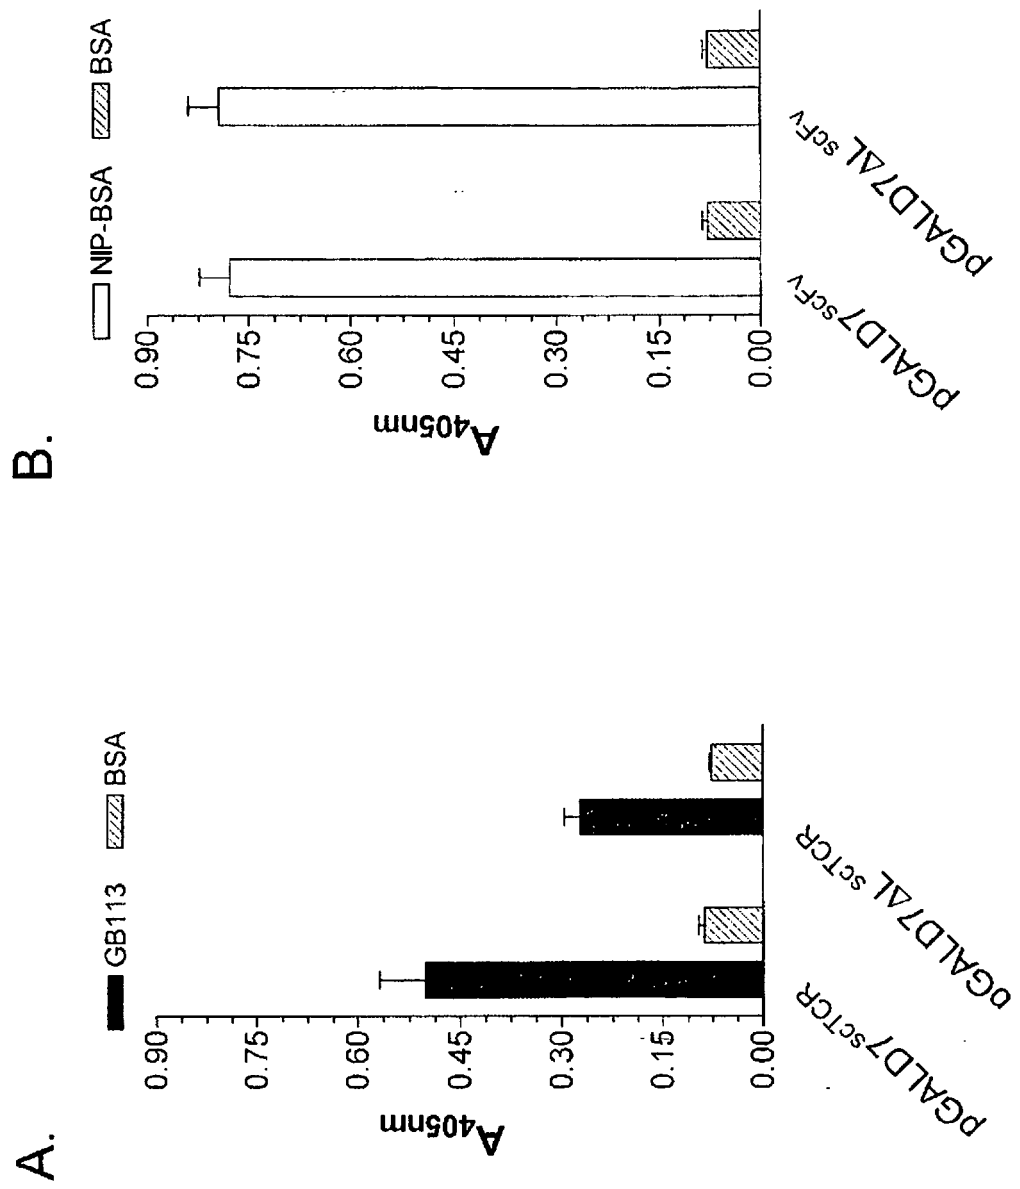 A.
GB113 BSA
A405nm
0.90
0.75
0.60
0.45
0.30
0.15
0.00
pGALD7scTCR
pGALD7ΔL scTCR
B.
NIP-BSA BSA
A405nm
0.90
0.75
0.60
0.45
0.30
0.15
0.00
pGALD7scFv
pGALD7ΔL scFv